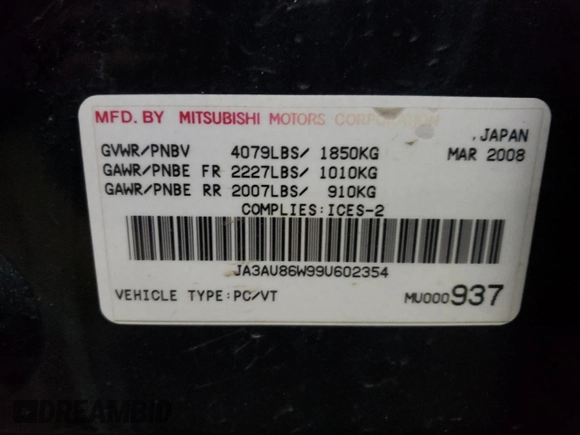 MFD. BY MITSUBISHI MOTORS CORPORATION
, JAPAN
GVWR/PNBV 4079LBS/ 1850KG MAR 2008
GAWR/PNBE FR 2227LBS/ 1010KG
GAWR/PNBE RR 2007LBS/ 910KG
COMPLIES:ICES-2
JA3AU86W99U602354
VEHICLE TYPE:PC/VT MU000937
DREAMBID